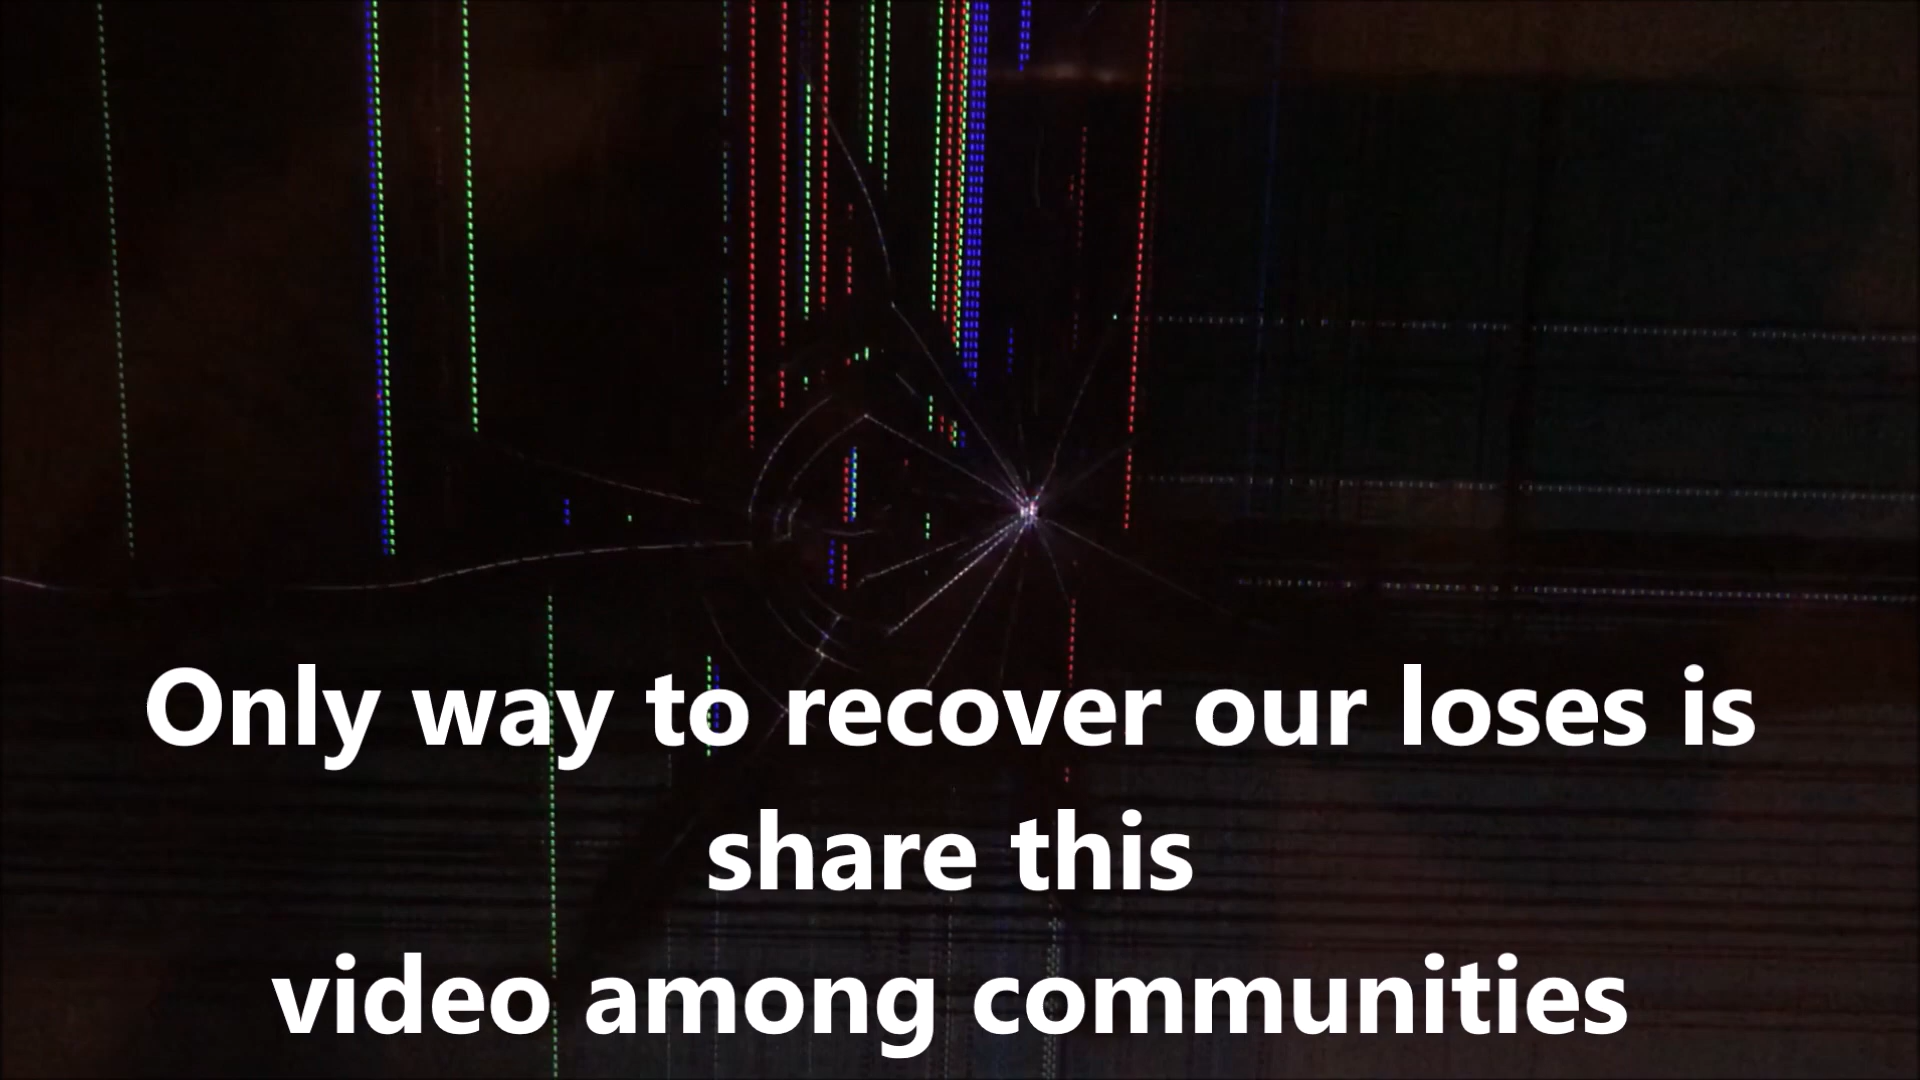 Only way to recover our loses is
share this
video among communities